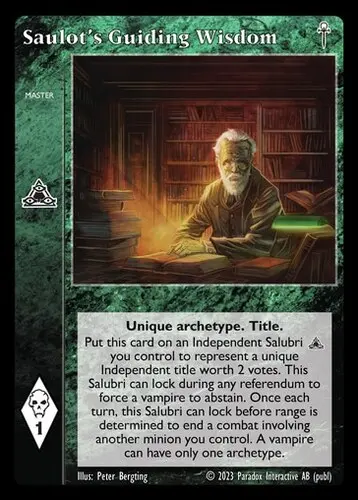 Saulot's Guiding Wisdom
MASTER
Unique archetype. Title.
Put this card on an Independent Salubri
you control to represent a unique
Independent title worth 2 votes. This
Salubri can lock during any referendum to
force a vampire to abstain. Once each
turn, this Salubri can lock before range is
determined to end a combat involving
another minion you control. A vampire
can have only one archetype.
1
Illus: Peter Bergting © 2023 Paradox Interactive AB (publ)